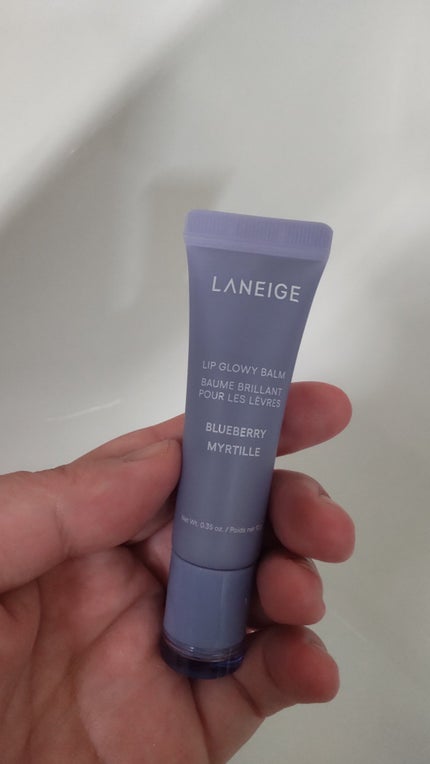 LANEIGE
LIP GLOWY BALM
BAUME BRILLANT
POUR LES LÈVRES
BLUEBERRY
MYRTILLE
Net Wt. 0.35 oz. / Poids net